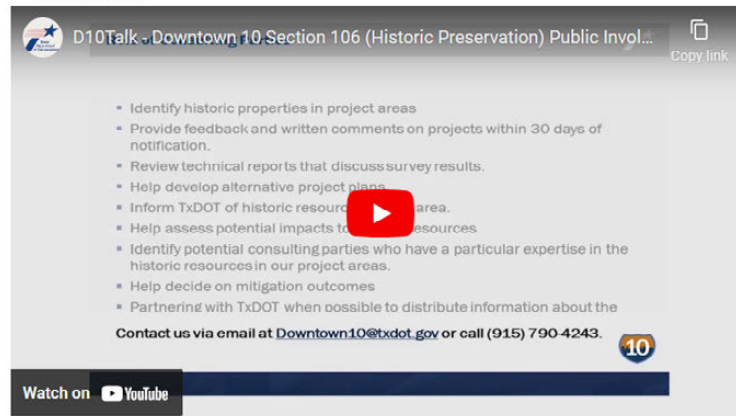 D10Talk - Downtown 10 Section 106 (Historic Preservation) Public Invol...
Copy link
▪ Identify historic properties in project areas
▪ Provide feedback and written comments on projects within 30 days of
notification.
▪ Review technical reports that discuss survey results.
▪ Help develop alternative project plans
▪ Inform TxDOT of historic resour area.
▪ Help assess potential impacts to resources
▪ Identify potential consulting parties who have a particular expertise in the
historic resources in our project areas.
▪ Help decide on mitigation outcomes
▪ Partnering with TxDOT when possible to distribute information about the
Contact us via email at Downtown10@txdot.gov or call (915) 790-4243.
10
Watch on YouTube